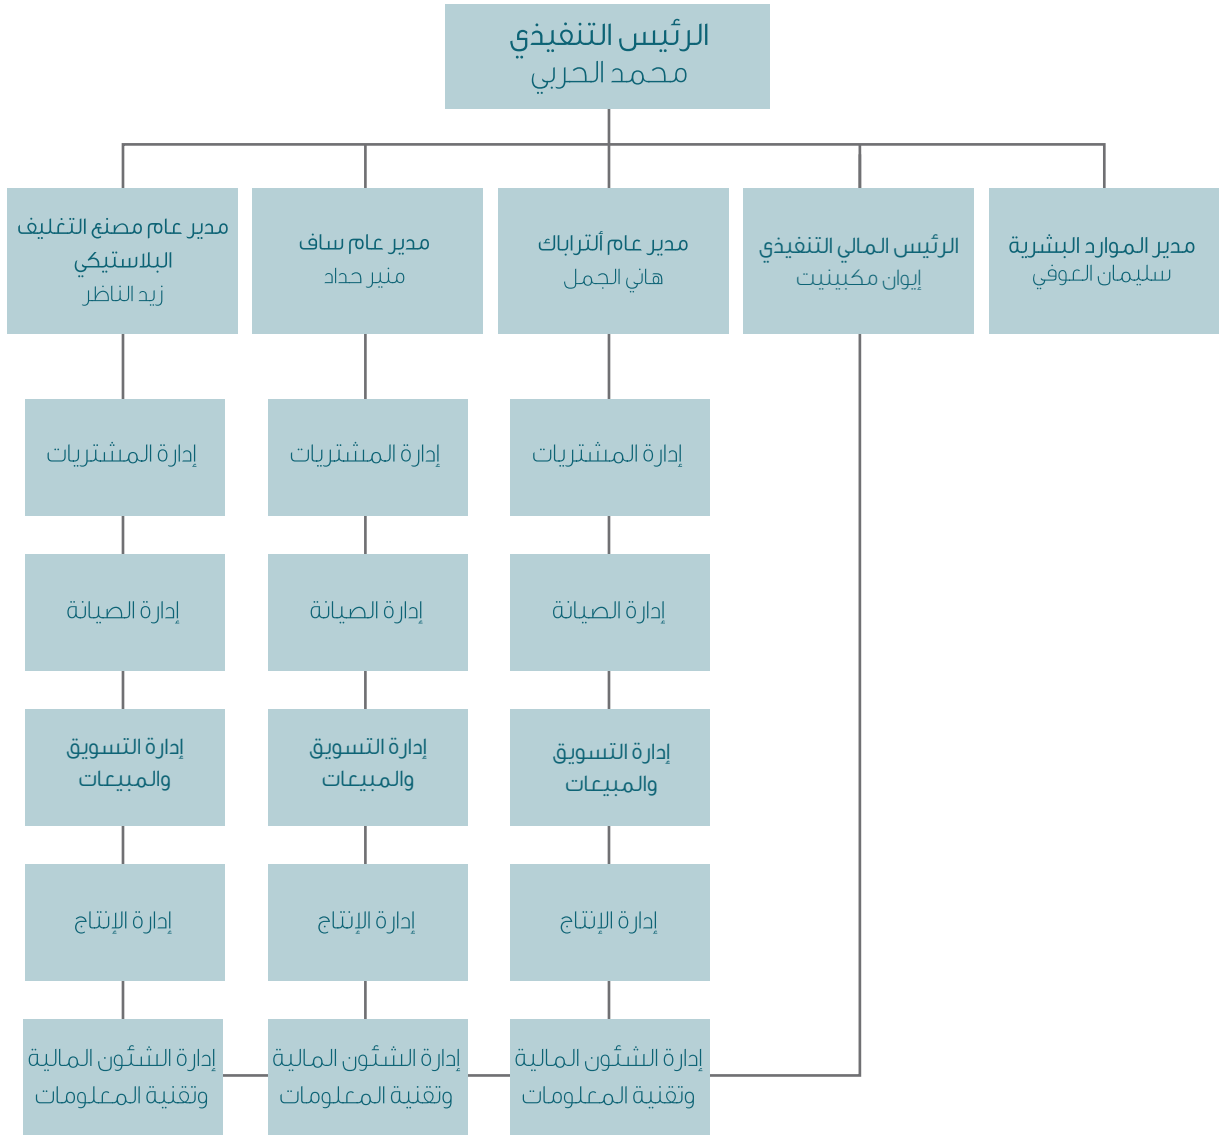 الرئيس التنفيذي
محمد الحربي
مدير الموارد البشرية
سليمان العوفي
الرئيس المالي التنفيذي
إيوان مكبينيت
مدير عام ألتراباك
هاني الجمل
مدير عام ساف
منير حداد
مدير عام مصنع التغليف
البلاستيكي
زيد الناظر
إدارة المشتريات
إدارة المشتريات
إدارة المشتريات
إدارة الصيانة
إدارة الصيانة
إدارة الصيانة
إدارة التسويق
والمبيعات
إدارة التسويق
والمبيعات
إدارة التسويق
والمبيعات
إدارة الإنتاج
إدارة الإنتاج
إدارة الإنتاج
إدارة الشئون المالية
وتقنية المعلومات
إدارة الشئون المالية
وتقنية المعلومات
إدارة الشئون المالية
وتقنية المعلومات